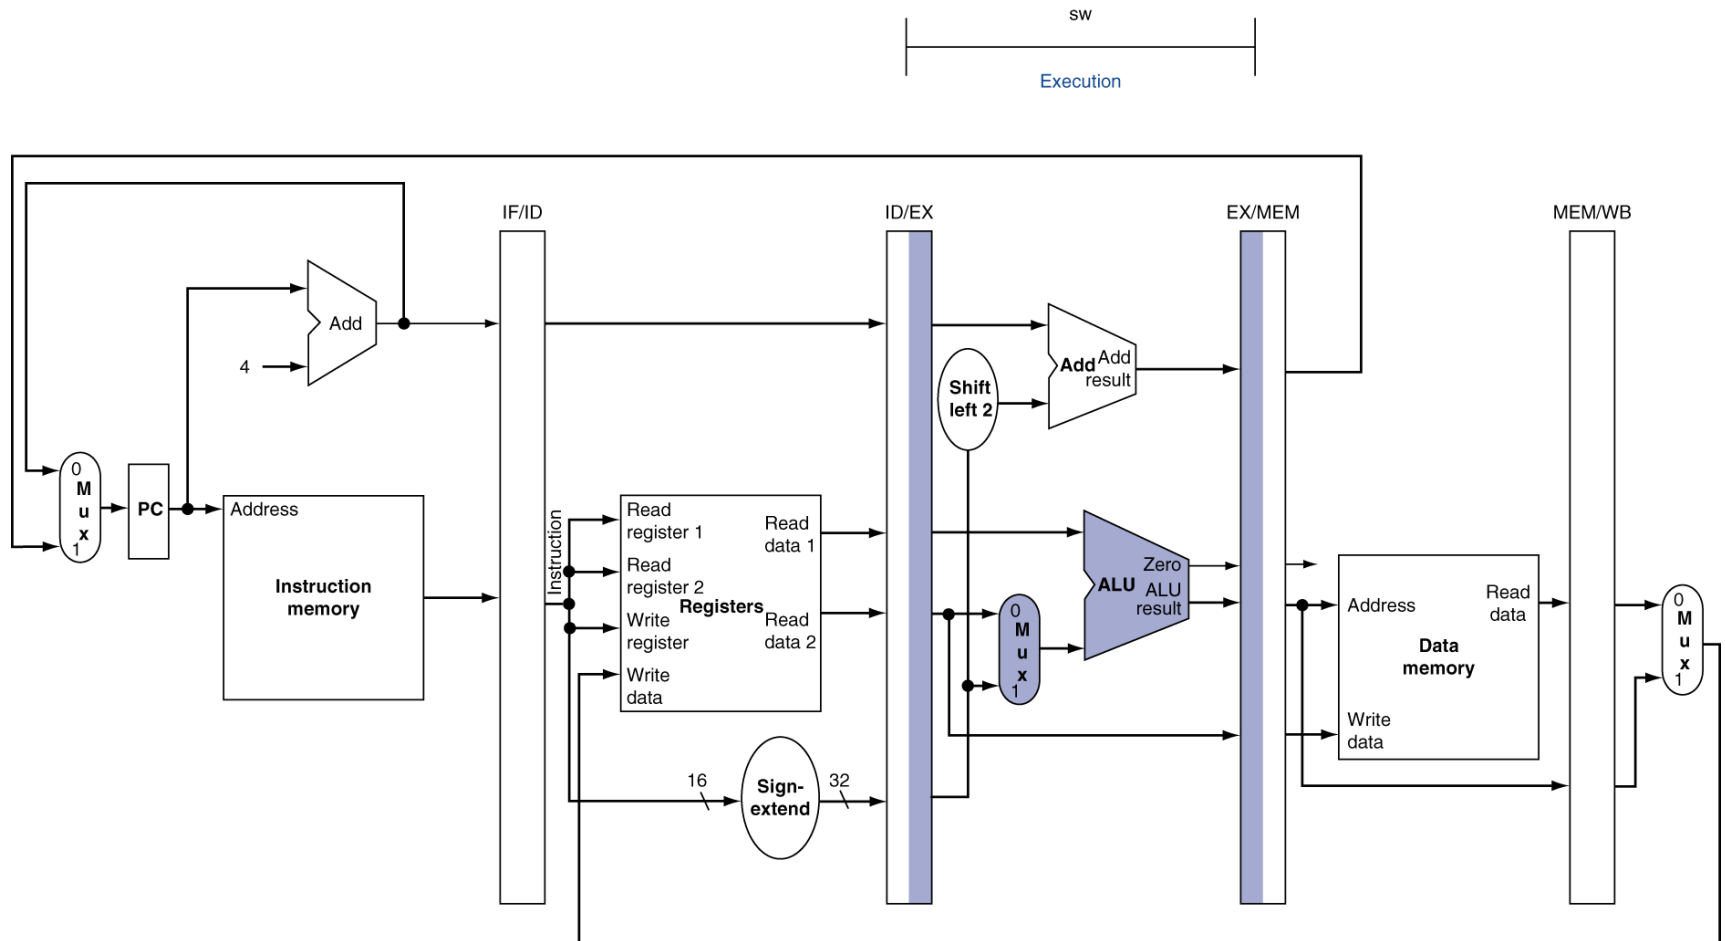 sw
Execution
IF/ID
ID/EX
EX/MEM
MEM/WB
Add
4
Shift
left 2
Add
Add
result
0
M
u
x
1
PC
Address
Instruction
memory
Instruction
Read
register 1
Read
register 2
Write
register
Write
data
Registers
Read
data 1
Read
data 2
16
Sign-
extend
32
0
M
u
x
1
Zero
ALU
ALU
result
Address
Read
data
Data
memory
Write
data
0
M
u
x
1